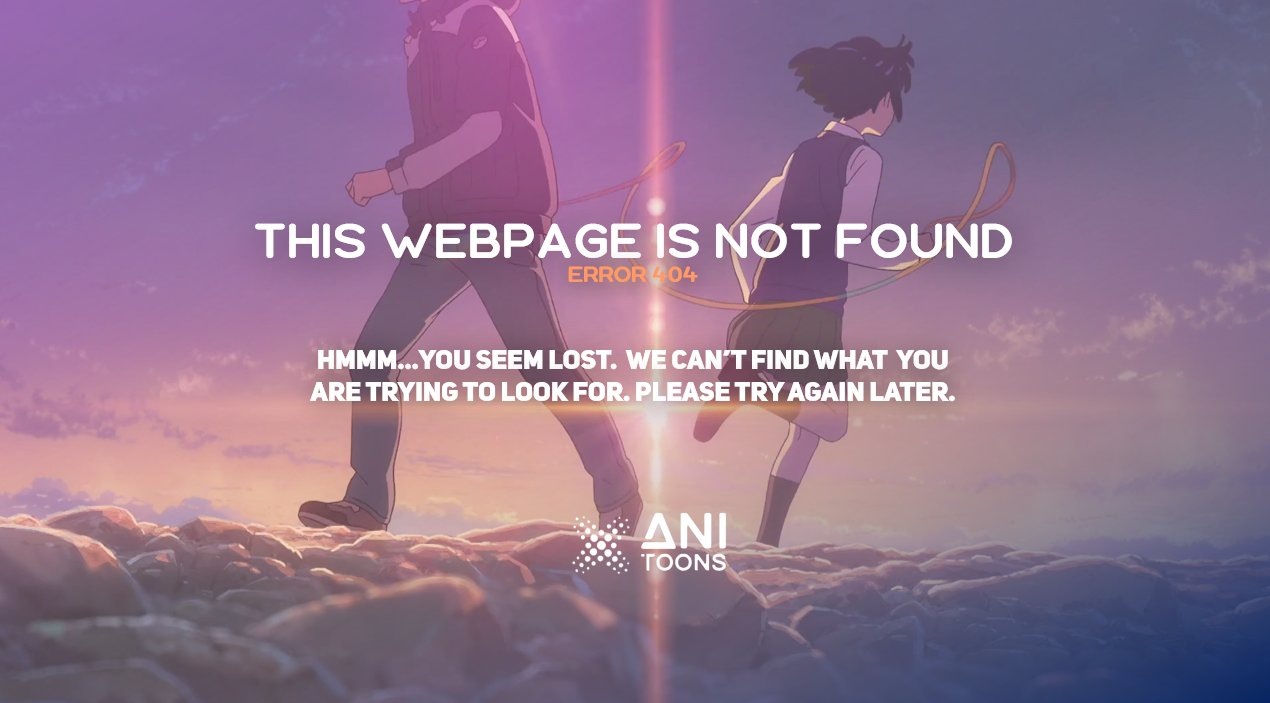 THIS WEBPAGE IS NOT FOUND
ERROR 404
HMMM...YOU SEEM LOST. WE CAN'T FIND WHAT YOU
ARE TRYING TO LOOK FOR. PLEASE TRY AGAIN LATER.
ANI
TOONS